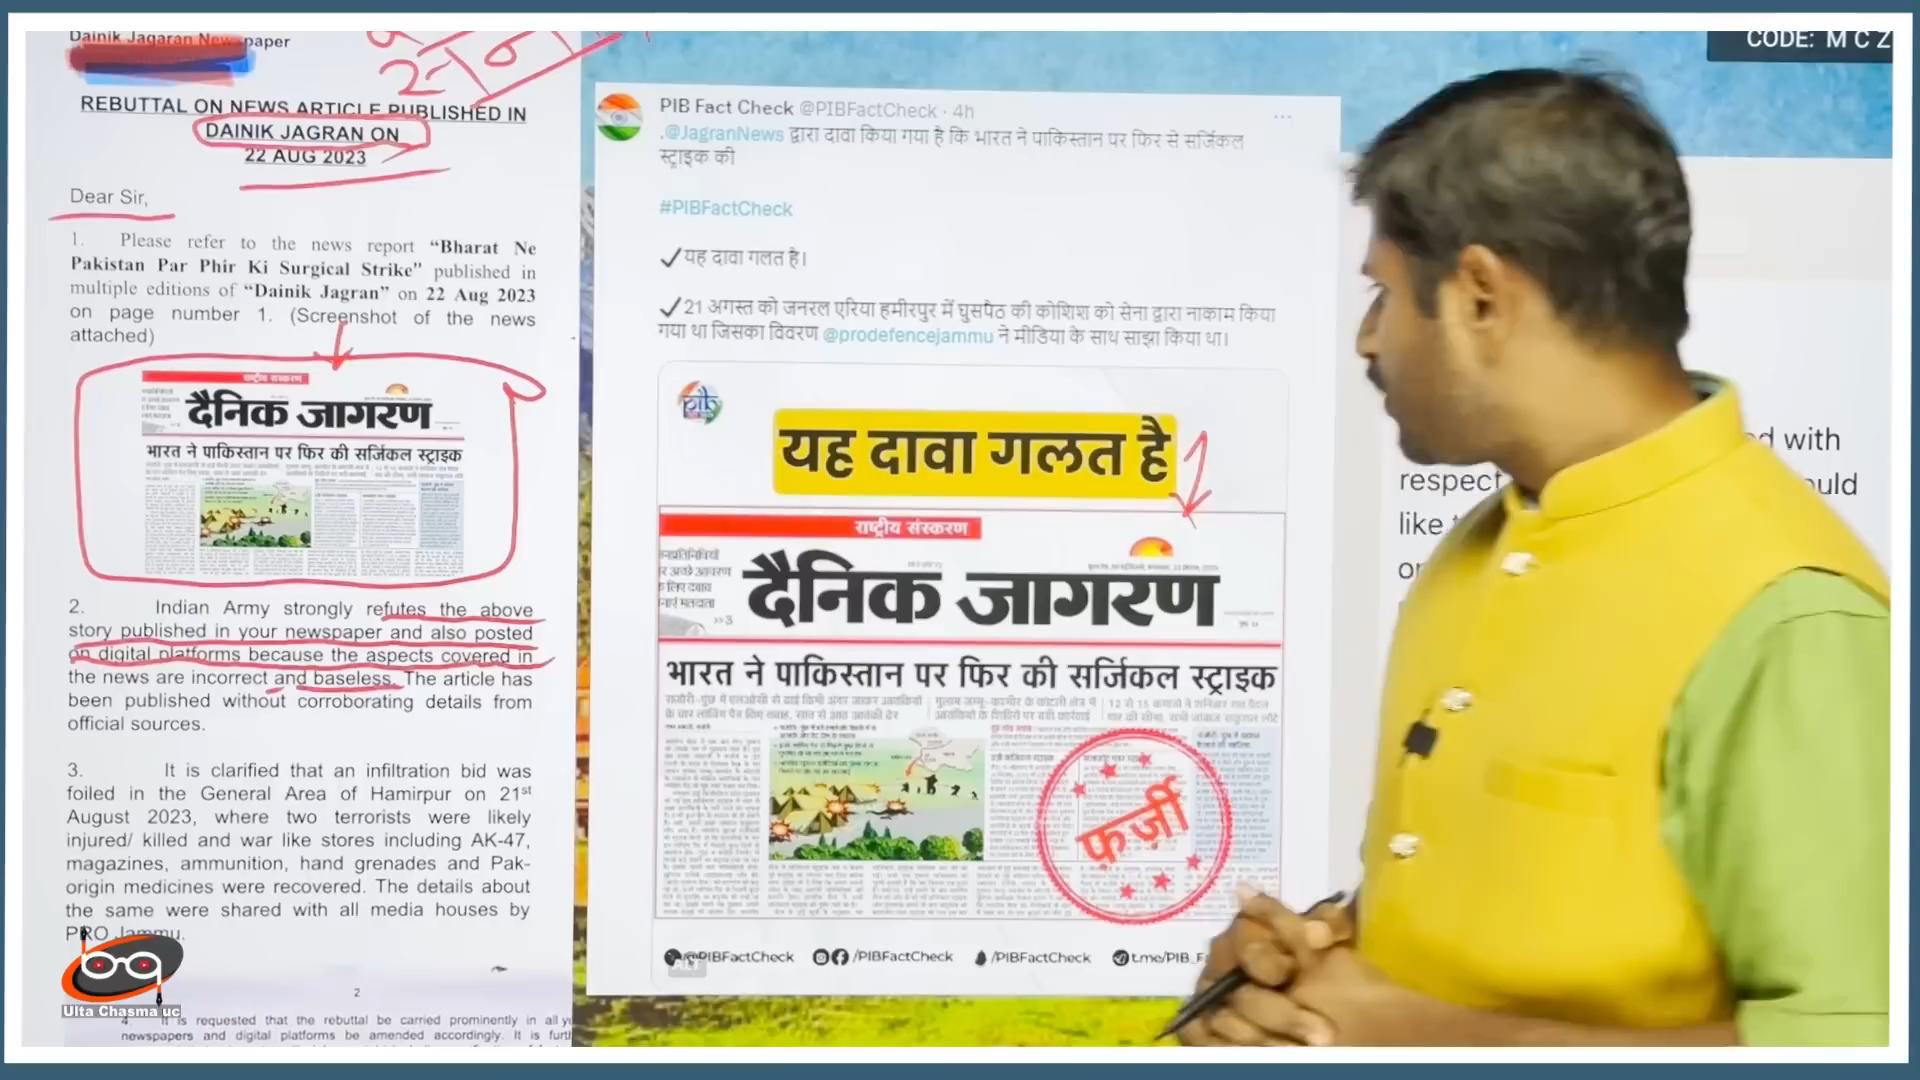 Dainik Jagaran Newspaper
REBUTTAL ON NEWS ARTICLE PUBLISHED IN
DAINIK JAGRAN ON
22 AUG 2023
Dear Sir,
1. Please refer to the news report “Bharat Ne
Pakistan Par Phir Ki Surgical Strike” published in
multiple editions of “Dainik Jagran” on 22 Aug 2023
on page number 1. (Screenshot of the news
attached)
राष्ट्रीय संस्करण
दैनिक जागरण
भारत ने पाकिस्तान पर फिर की सर्जिकल स्ट्राइक
2. Indian Army strongly refutes the above
story published in your newspaper and also posted
on digital platforms because the aspects covered in
the news are incorrect and baseless. The article has
been published without corroborating details from
official sources.
3. It is clarified that an infiltration bid was
foiled in the General Area of Hamirpur on 21st
August 2023, where two terrorists were likely
injured/ killed and war like stores including AK-47,
magazines, ammunition, hand grenades and Pak-
origin medicines were recovered. The details about
the same were shared with all media houses by
PRO Jammu.
2
4. It is requested that the rebuttal be carried prominently in all
newspapers and digital platforms be amended accordingly. It is
Ulta Chasma uc
PIB Fact Check @PIBFactCheck · 4h
.@JagranNews द्वारा दावा किया गया है कि भारत ने पाकिस्तान पर फिर से सर्जिकल
स्ट्राइक की
#PIBFactCheck
✓यह दावा गलत है।
✓21 अगस्त को जनरल एरिया हमीरपुर में घुसपैठ की कोशिश को सेना द्वारा नाकाम किया
गया था जिसका विवरण @prodefencejammu ने मीडिया के साथ साझा किया था।
pib
यह दावा गलत है
राष्ट्रीय संस्करण
दैनिक जागरण
>>3
भारत ने पाकिस्तान पर फिर की सर्जिकल स्ट्राइक
फर्ज़ी
@PIBFactCheck /PIBFactCheck /PIBFactCheck t.me/PIB_F
ALT
CODE: M C Z
d with
respect
uld
like